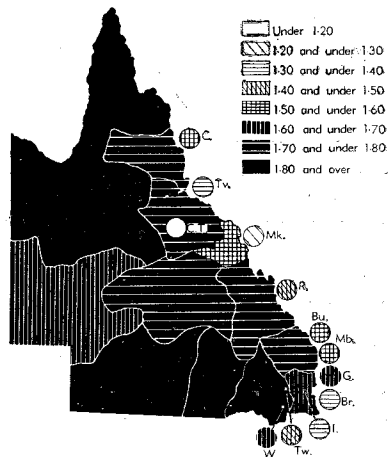 Under 1·20
1·20 and under 1·30
1·30 and under 1·40
1·40 and under 1·50
1·50 and under 1·60
1·60 and under 1·70
1·70 and under 1·80
1·80 and over
C.
Tv.
Mk.
R.
Bu.
Mb.
G.
Br.
I.
Tw.
W